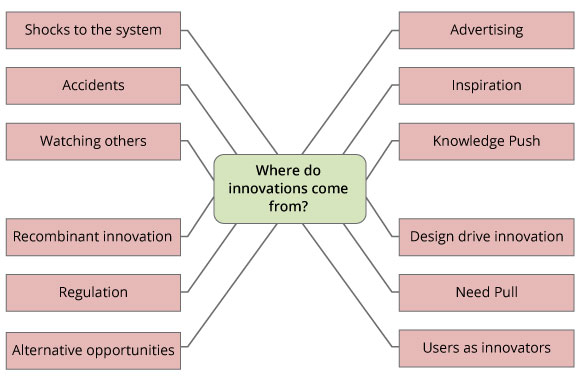 Shocks to the system
Advertising
Accidents
Inspiration
Watching others
Knowledge Push
Where do
innovations come
from?
Recombinant innovation
Design drive innovation
Regulation
Need Pull
Alternative opportunities
Users as innovators